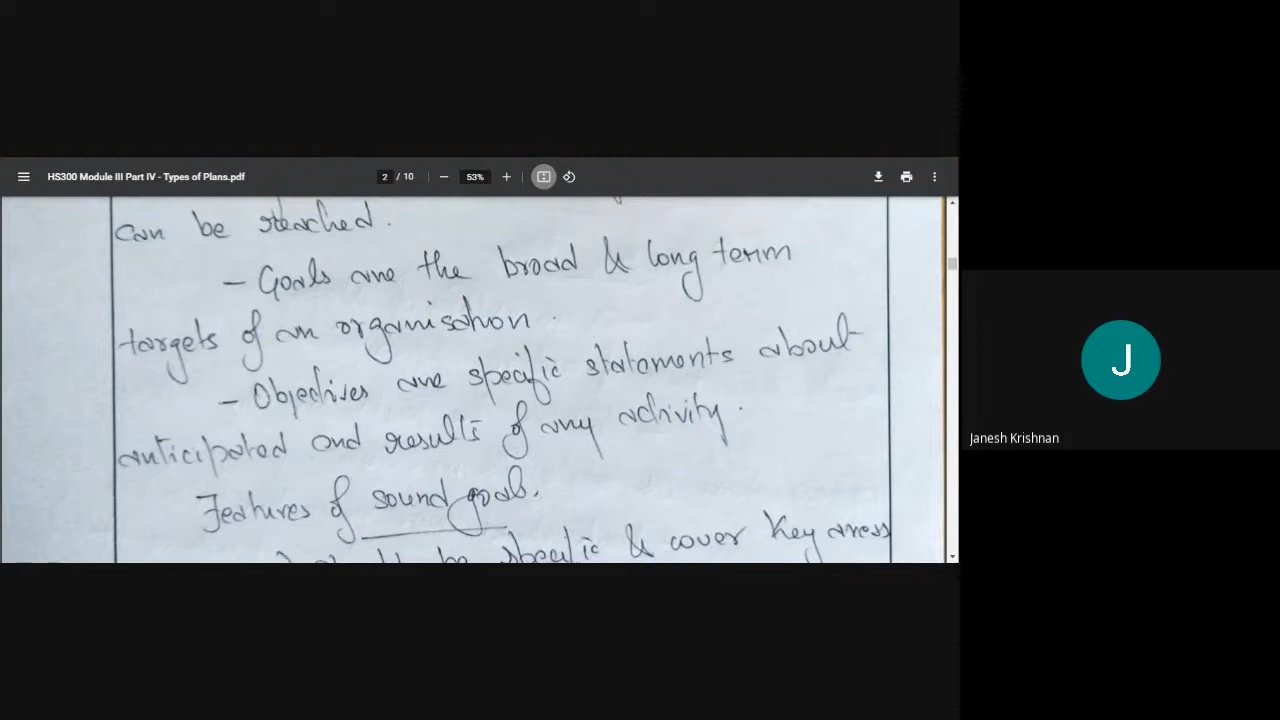 HS300 Module III Part IV - Types of Plans.pdf 2 / 10 53%
can be reached.
- Goals are the broad & long term
targets of an organisation.
- Objectives are specific statements about
anticipated and results of any activity.
Features of sound goals.
be specific & cover key areas
J
Janesh Krishnan